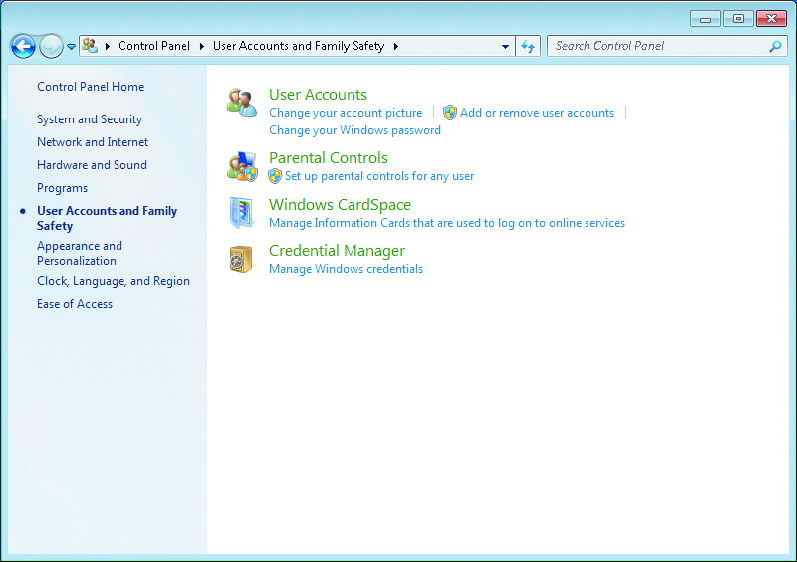 Control Panel User Accounts and Family Safety
Search Control Panel
Control Panel Home
System and Security
Network and Internet
Hardware and Sound
Programs
User Accounts and Family
Safety
Appearance and
Personalization
Clock, Language, and Region
Ease of Access
User Accounts
Change your account picture Add or remove user accounts
Change your Windows password
Parental Controls
Set up parental controls for any user
Windows CardSpace
Manage Information Cards that are used to log on to online services
Credential Manager
Manage Windows credentials